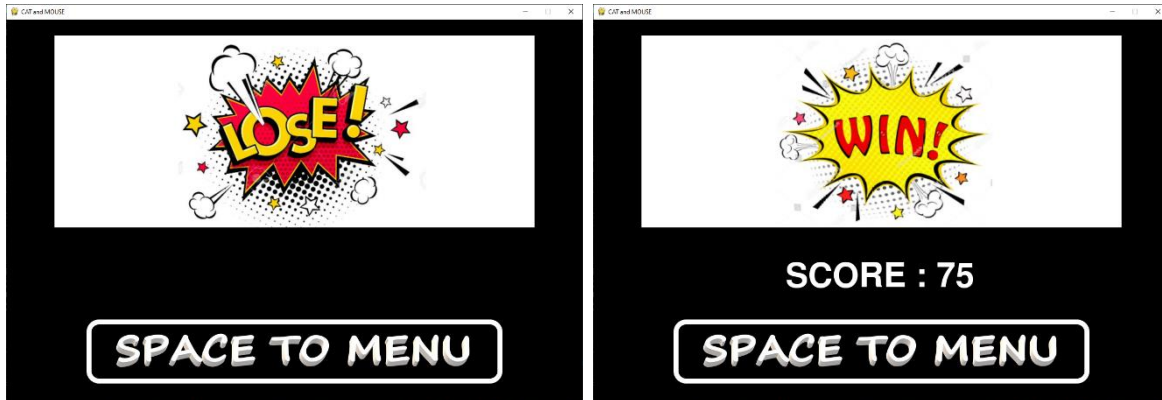 CAT and MOUSE
LOSE!
SPACE TO MENU
CAT and MOUSE
WIN!
SCORE : 75
SPACE TO MENU